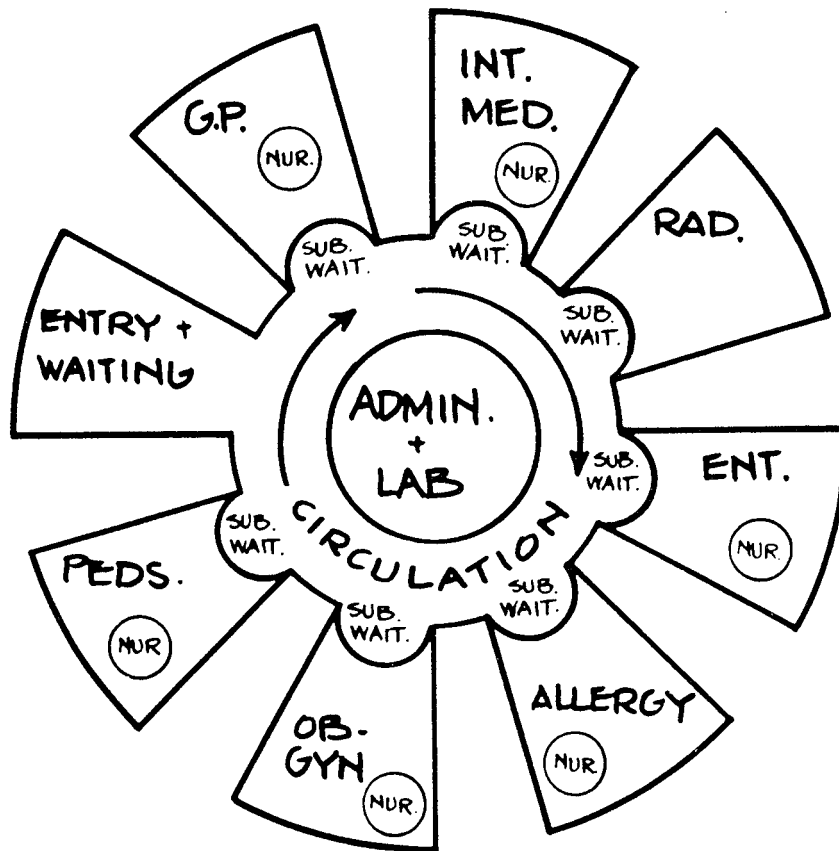 G.P.
NUR.
SUB.
WAIT.
INT.
MED.
NUR.
SUB.
WAIT.
RAD.
SUB.
WAIT.
ENTRY +
WAITING
ADMIN.
+
LAB
CIRCULATION
ENT.
NUR.
SUB.
WAIT.
ALLERGY
NUR.
SUB.
WAIT.
OB-
GYN
NUR.
SUB.
WAIT.
PEDS.
NUR
SUB.
WAIT.